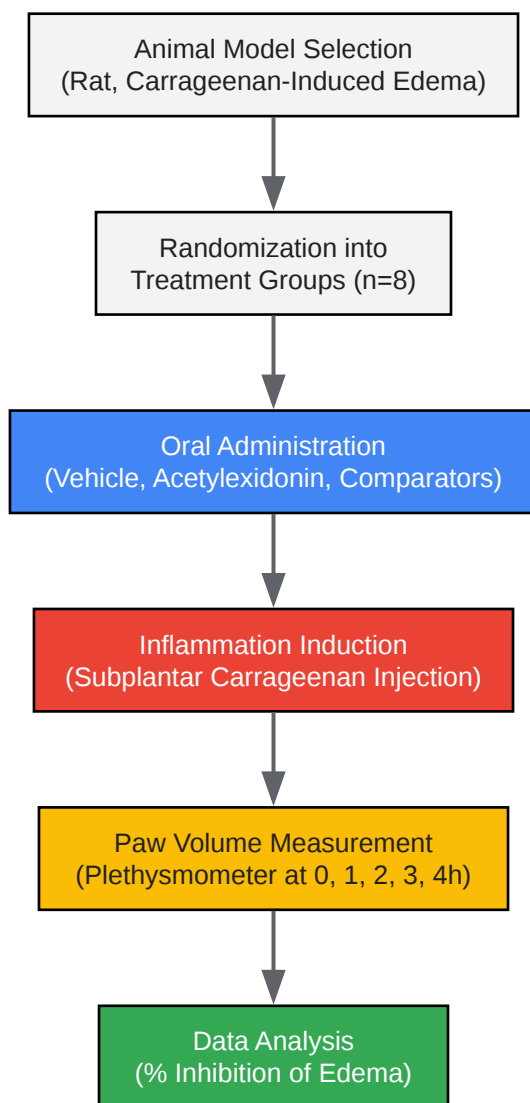 Animal Model Selection
(Rat, Carrageenan-Induced Edema)
Randomization into
Treatment Groups (n=8)
Oral Administration
(Vehicle, Acetylexidonin, Comparators)
Inflammation Induction
(Subplantar Carrageenan Injection)
Paw Volume Measurement
(Plethysmometer at 0, 1, 2, 3, 4h)
Data Analysis
(% Inhibition of Edema)